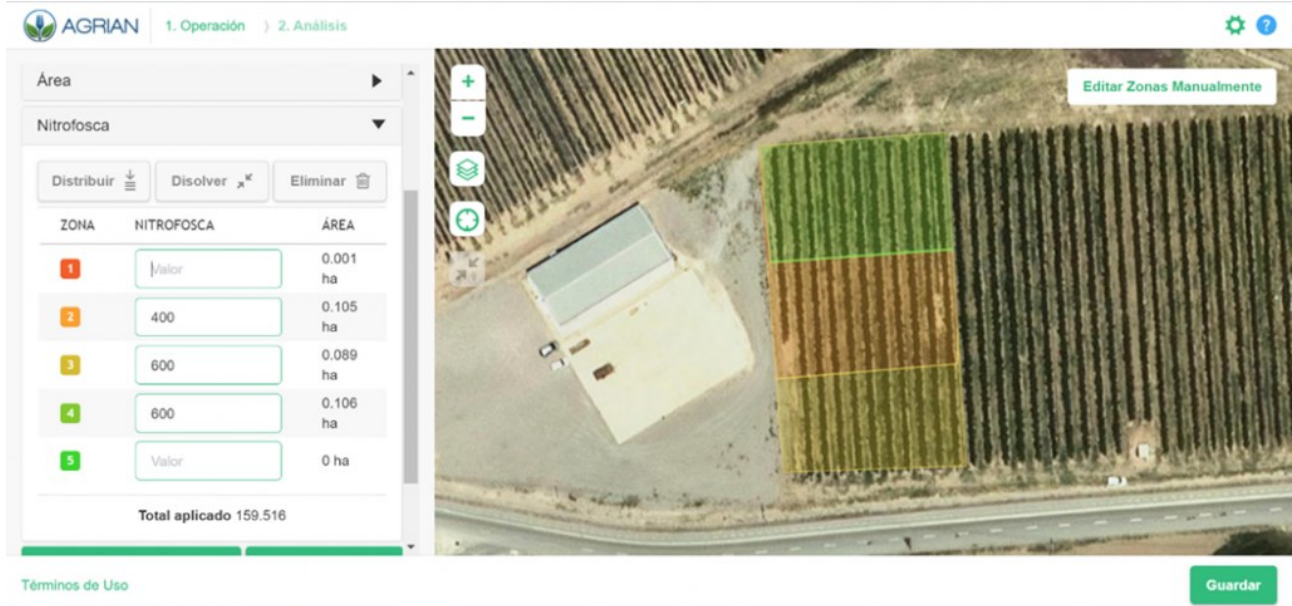 AGRIAN
1. Operación
2. Análisis
?
Área
Nitrofosca
Distribuir
Disolver
Eliminar
ZONA NITROFOSCA ÁREA
1 Valor 0.001
ha
2 400 0.105
ha
3 600 0.089
ha
4 600 0.106
ha
5 Valor 0 ha
Total aplicado 159.516
+
−
Editar Zonas Manualmente
Términos de Uso
Guardar